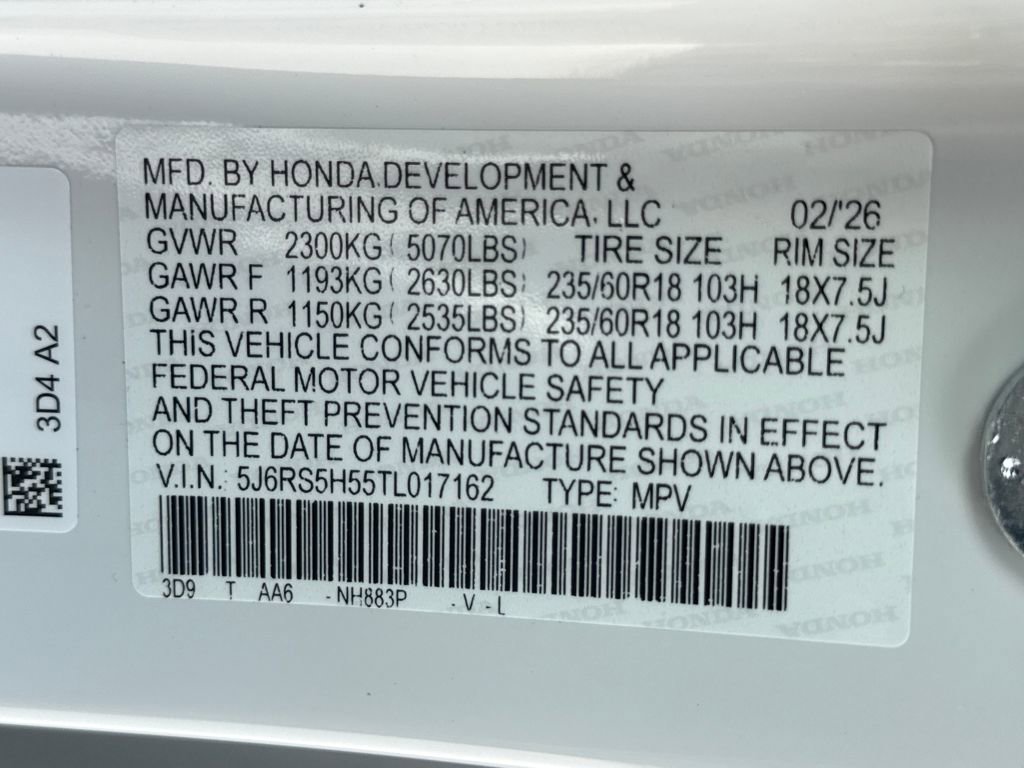 MFD. BY HONDA DEVELOPMENT &
MANUFACTURING OF AMERICA, LLC 02/'26
GVWR 2300KG ( 5070LBS) TIRE SIZE RIM SIZE
GAWR F 1193KG ( 2630LBS) 235/60R18 103H 18X7.5J
GAWR R 1150KG ( 2535LBS) 235/60R18 103H 18X7.5J
THIS VEHICLE CONFORMS TO ALL APPLICABLE
FEDERAL MOTOR VEHICLE SAFETY
AND THEFT PREVENTION STANDARDS IN EFFECT
ON THE DATE OF MANUFACTURE SHOWN ABOVE.
V.I.N.: 5J6RS5H55TL017162 TYPE: MPV
3D9 T AA6 - NH883P - V - L
3D4 A2